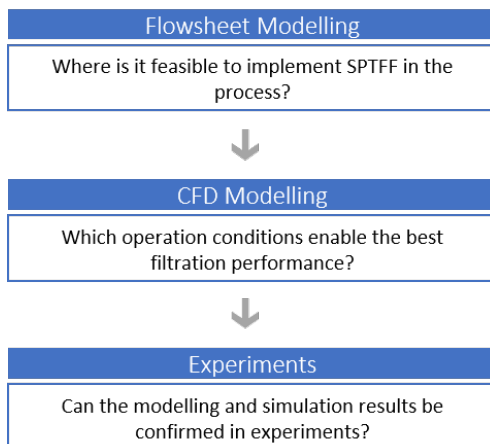 Flowsheet Modelling
Where is it feasible to implement SPTFF in the
process?
CFD Modelling
Which operation conditions enable the best
filtration performance?
Experiments
Can the modelling and simulation results be
confirmed in experiments?